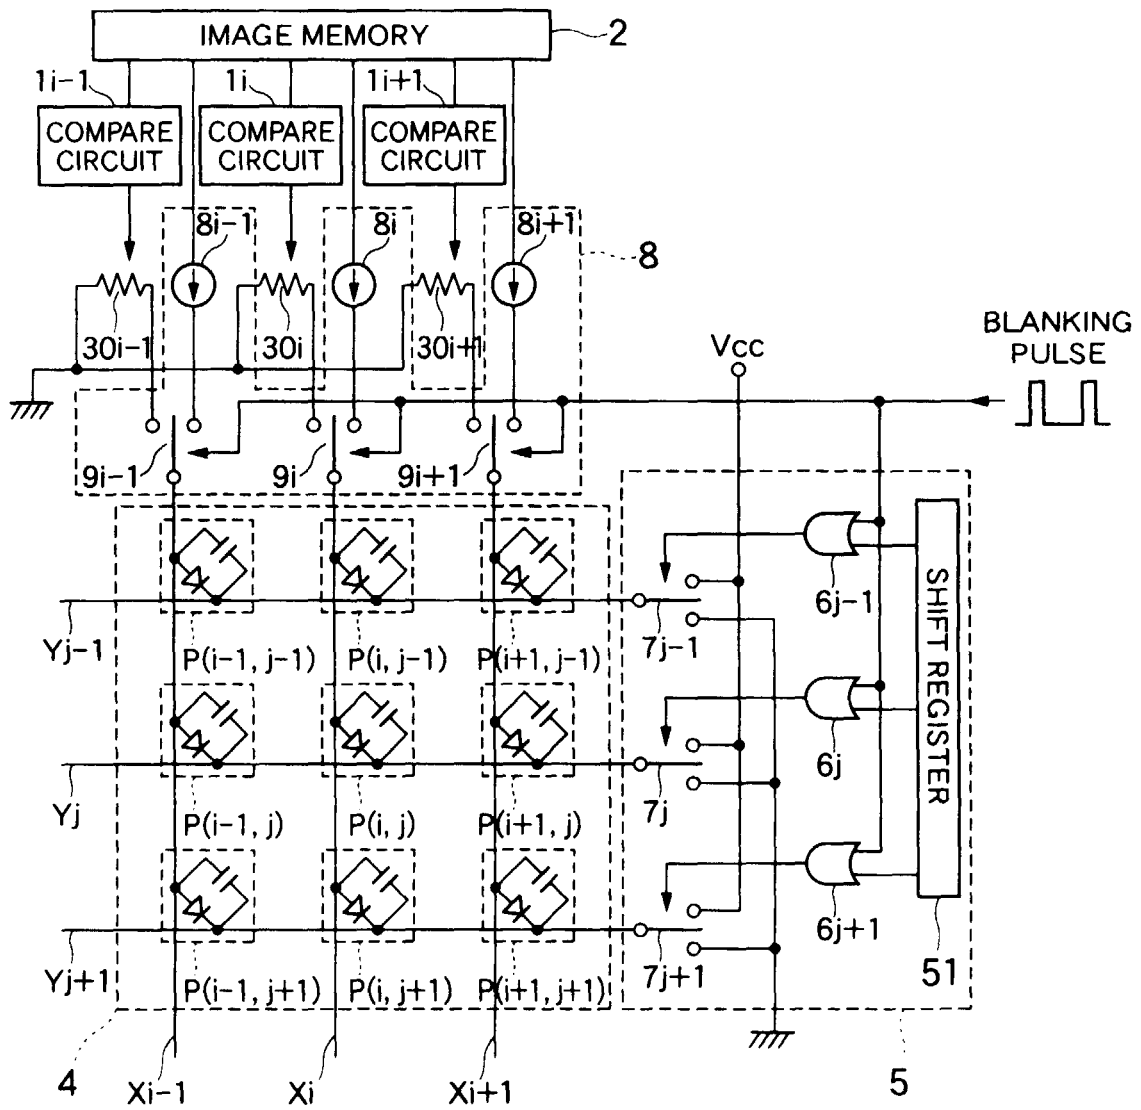 IMAGE MEMORY
2
1i-1
1i
1i+1
COMPARE
CIRCUIT
COMPARE
CIRCUIT
COMPARE
CIRCUIT
8i-1
8i
8i+1
8
30i-1
30i
30i+1
VCC
BLANKING
PULSE
9i-1
9i
9i+1
6j-1
SHIFT REGISTER
Yj-1
P(i-1, j-1)
P(i, j-1)
P(i+1, j-1)
7j-1
6j
Yj
P(i-1, j)
P(i, j)
P(i+1, j)
7j
6j+1
Yj+1
P(i-1, j+1)
P(i, j+1)
P(i+1, j+1)
7j+1
51
4
Xi-1
Xi
Xi+1
5